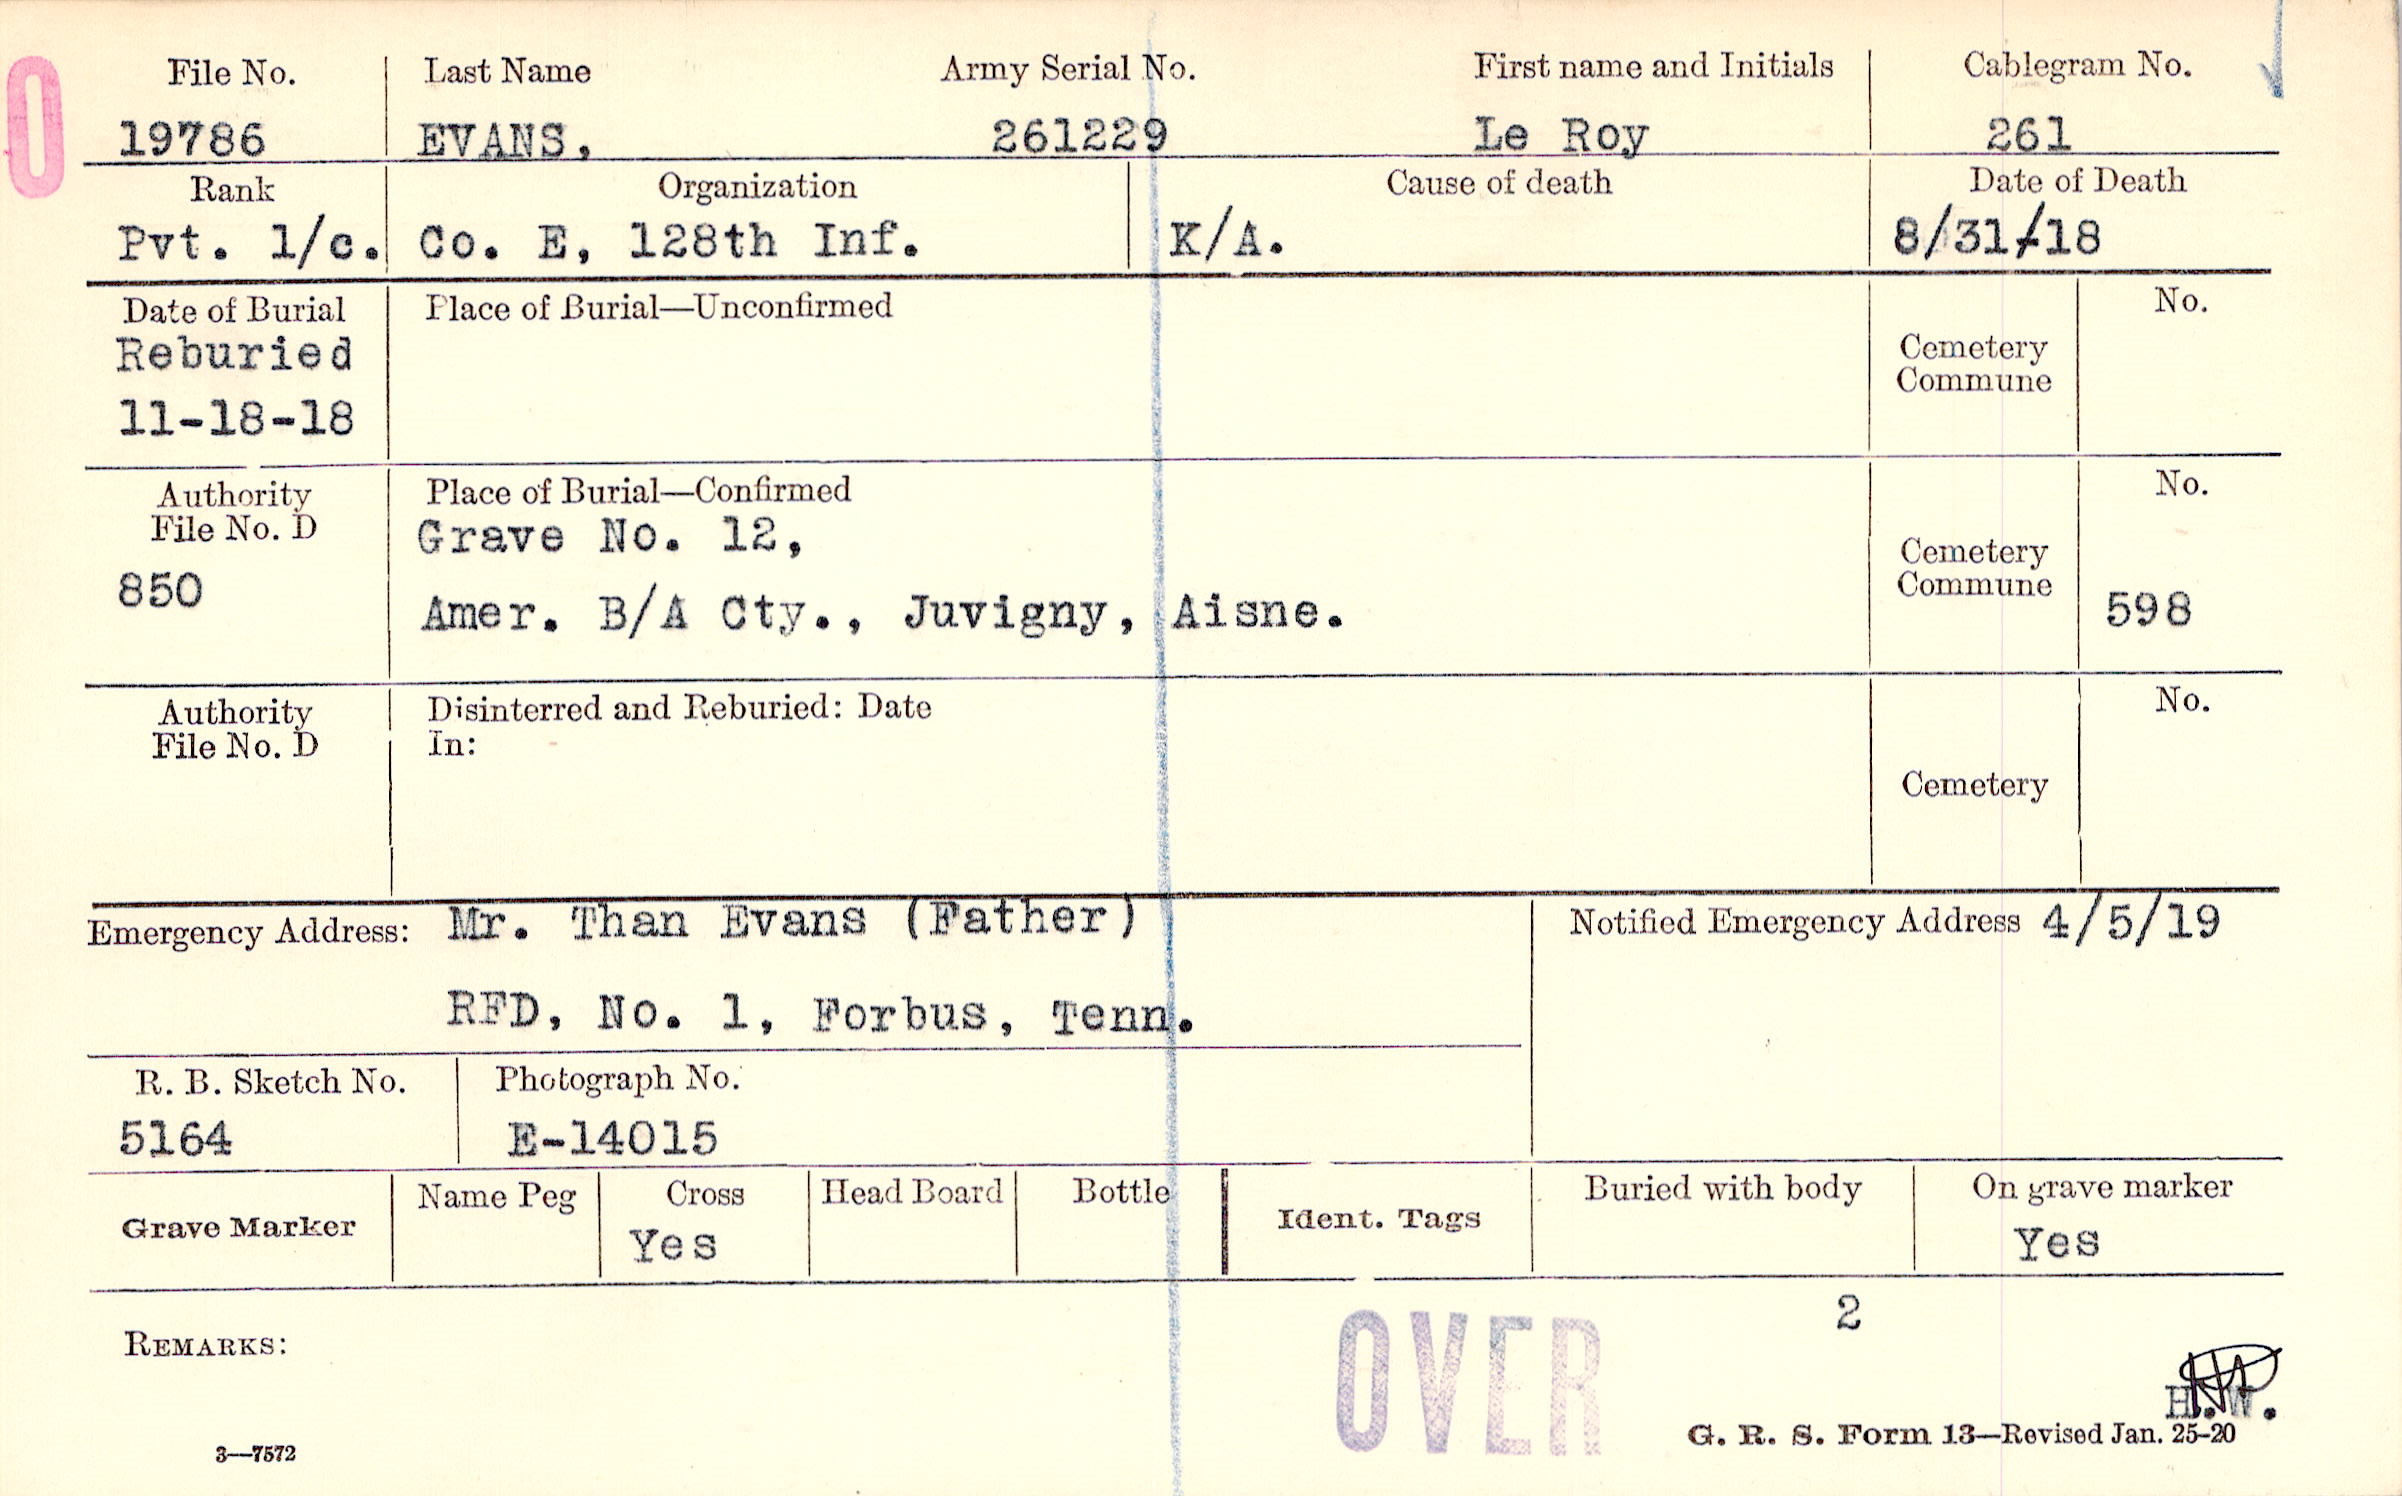 O
File No. Last Name Army Serial No. First name and Initials Cablegram No.
19786 EVANS, 261229 Le Roy 261
Rank Organization Cause of death Date of Death
Pvt. 1/c. Co. E, 128th Inf. K/A. 8/31/18
Date of Burial Place of Burial—Unconfirmed No.
Reburied Cemetery
11-18-18 Commune
Authority Place of Burial—Confirmed No.
File No. D Grave No. 12, Cemetery
850 Amer. B/A Cty., Juvigny, Aisne. Commune 598
Authority Disinterred and Reburied: Date No.
File No. D In:
Cemetery
Emergency Address: Mr. Than Evans (Father) Notified Emergency Address 4/5/19
RFD, No. 1, Forbus, Tenn.
R. B. Sketch No. Photograph No.
5164 E-14015
Grave Marker Name Peg Cross Head Board Bottle Ident. Tags Buried with body On grave marker
Yes Yes
2
REMARKS: OVER
H.W.
G. R. S. Form 13—Revised Jan. 25-20
3—7572